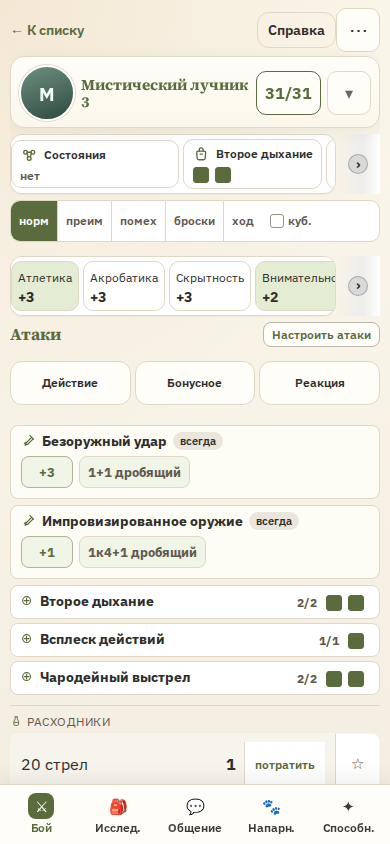 ← К списку
Справка
...
М
Мистический лучник
3
31/31
▼
Состояния
нет
Второе дыхание
норм
преим
помех
броски
ход
куб.
Атлетика
+3
Акробатика
+3
Скрытность
+3
Внимательно
+2
Атаки
Настроить атаки
Действие
Бонусное
Реакция
Безоружный удар
всегда
+3
1+1 дробящий
Импровизированное оружие
всегда
+1
1к4+1 дробящий
Второе дыхание
2/2
Всплеск действий
1/1
Чародейный выстрел
2/2
РАСХОДНИКИ
20 стрел
1
потратить
Бой
Исслед.
Общение
Напарн.
Способн.